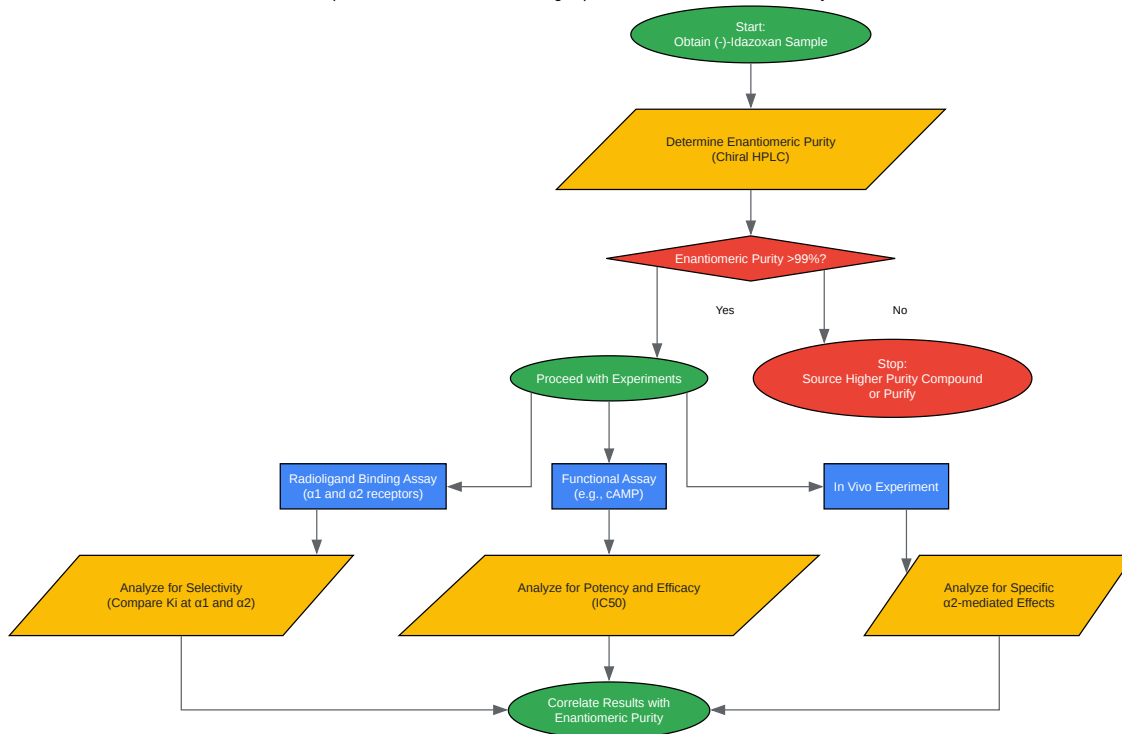 Start:
Obtain (-)-Idazoxan Sample
Determine Enantiomeric Purity
(Chiral HPLC)
Enantiomeric Purity >99%?
Yes
No
Proceed with Experiments
Stop:
Source Higher Purity Compound
or Purify
Radioligand Binding Assay
(α1 and α2 receptors)
Functional Assay
(e.g., cAMP)
In Vivo Experiment
Analyze for Selectivity
(Compare Ki at α1 and α2)
Analyze for Potency and Efficacy
(IC50)
Analyze for Specific
α2-mediated Effects
Correlate Results with
Enantiomeric Purity